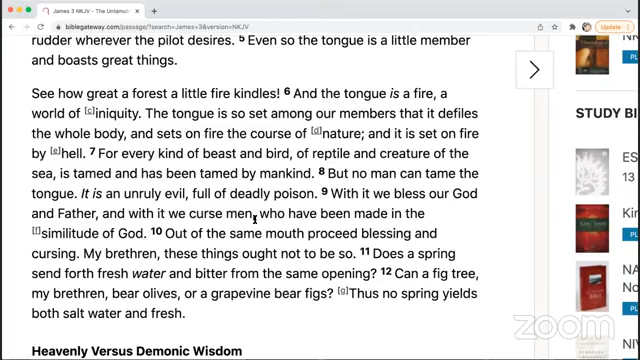 James 3 NKJV - The Untamable
biblegateway.com/passage/?search=James+3&version=NKJV
Update
rudder wherever the pilot desires. 5 Even so the tongue is a little member
and boasts great things.
See how great a forest a little fire kindles! 6 And the tongue is a fire, a
world of [c]iniquity. The tongue is so set among our members that it defiles
the whole body, and sets on fire the course of [d]nature; and it is set on fire
by [e]hell. 7 For every kind of beast and bird, of reptile and creature of the
sea, is tamed and has been tamed by mankind. 8 But no man can tame the
tongue. It is an unruly evil, full of deadly poison. 9 With it we bless our God
and Father, and with it we curse men, who have been made in the
[f]similitude of God. 10 Out of the same mouth proceed blessing and
cursing. My brethren, these things ought not to be so. 11 Does a spring
send forth fresh water and bitter from the same opening? 12 Can a fig tree,
my brethren, bear olives, or a grapevine bear figs? [g]Thus no spring yields
both salt water and fresh.
Heavenly Versus Demonic Wisdom
NK
STUDY BI
ES
13
Kin
NA
No
NIV
zoom